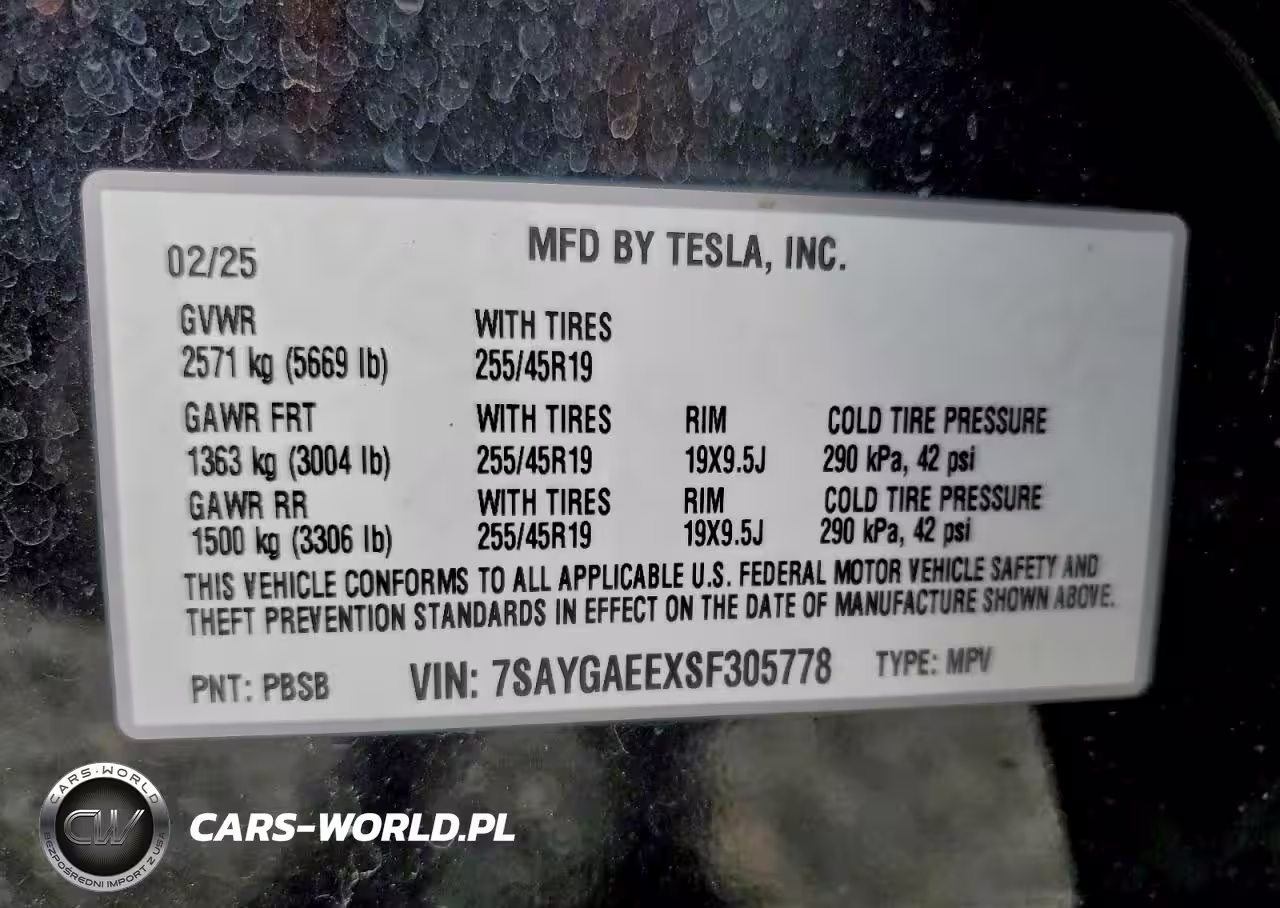 02/25 MFD BY TESLA, INC.
GVWR WITH TIRES
2571 kg (5669 lb) 255/45R19
GAWR FRT WITH TIRES RIM COLD TIRE PRESSURE
1363 kg (3004 lb) 255/45R19 19X9.5J 290 kPa, 42 psi
GAWR RR WITH TIRES RIM COLD TIRE PRESSURE
1500 kg (3306 lb) 255/45R19 19X9.5J 290 kPa, 42 psi
THIS VEHICLE CONFORMS TO ALL APPLICABLE U.S. FEDERAL MOTOR VEHICLE SAFETY AND
THEFT PREVENTION STANDARDS IN EFFECT ON THE DATE OF MANUFACTURE SHOWN ABOVE.
PNT: PBSB VIN: 7SAYGAEEXSF305778 TYPE: MPV
CARS-WORLD
CW
BEZPOŚREDNI IMPORT Z USA
CARS-WORLD.PL